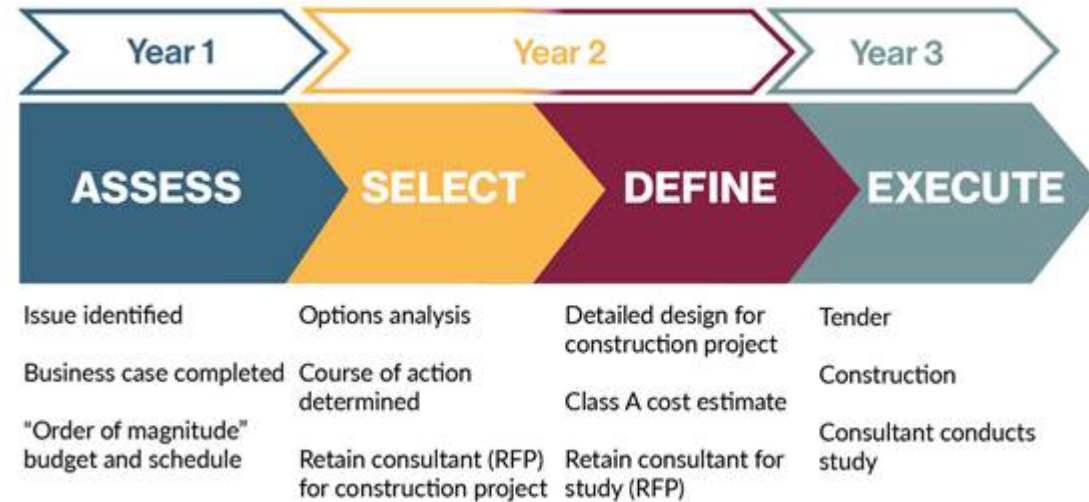 Year 1
Year 2
Year 3
ASSESS
SELECT
DEFINE
EXECUTE
Issue identified
Business case completed
"Order of magnitude"
budget and schedule
Options analysis
Course of action
determined
Retain consultant (RFP)
for construction project
Detailed design for
construction project
Class A cost estimate
Retain consultant for
study (RFP)
Tender
Construction
Consultant conducts
study